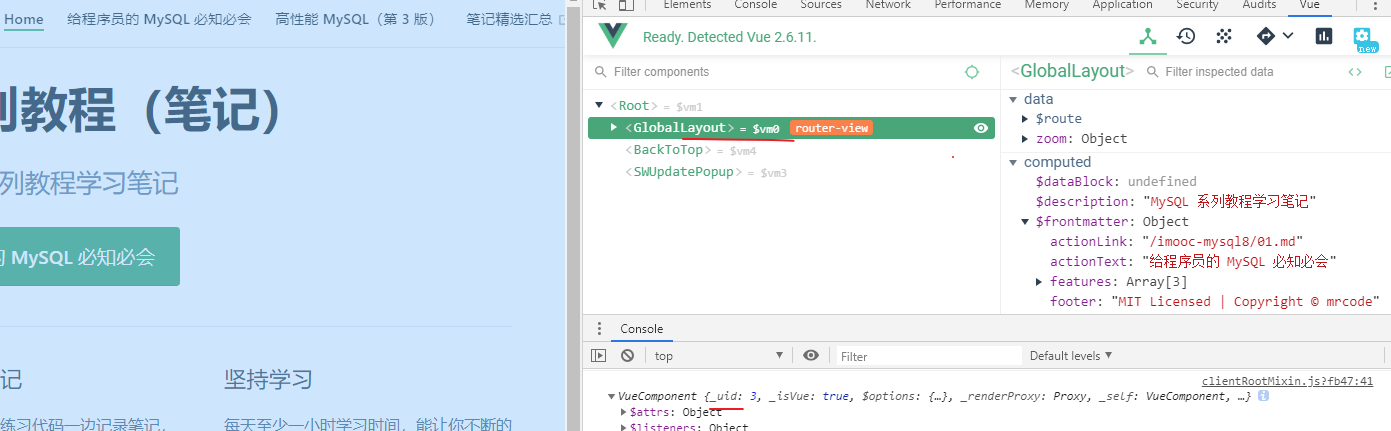 Home 给程序员的 MySQL 必知必会 高性能 MySQL（第 3 版） 笔记精选汇总
列教程（笔记）
列教程学习笔记
的 MySQL 必知必会
记 坚持学习
练习代码一边记录笔记， 每天至少一小时学习时间，能让你不断的
Elements Console Sources Network Performance Memory Application Security Audits Vue
Ready. Detected Vue 2.6.11.
new
Filter components
<Root> = $vm1
<GlobalLayout> = $vm0 router-view
<BackToTop> = $vm4
<SWUpdatePopup> = $vm3
<GlobalLayout> Filter inspected data
data
$route
zoom: Object
computed
$dataBlock: undefined
$description: "MySQL 系列教程学习笔记"
$frontmatter: Object
actionLink: "/imooc-mysql8/01.md"
actionText: "给程序员的 MySQL 必知必会"
features: Array[3]
footer: "MIT Licensed | Copyright © mrcode"
Console
top Filter Default levels
clientRootMixin.js?fb47:41
VueComponent {_uid: 3, _isVue: true, $options: {…}, _renderProxy: Proxy, _self: VueComponent, …}
$attrs: Object
$listeners: Object